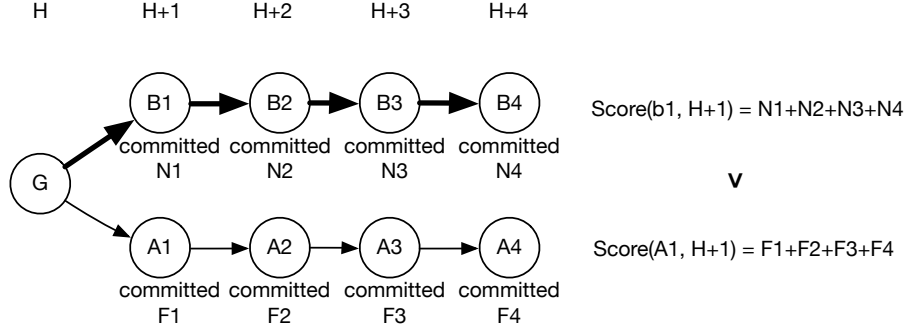 H H+1 H+2 H+3 H+4
B1 B2 B3 B4
Score(b1, H+1) = N1+N2+N3+N4
committed committed committed committed
N1 N2 N3 N4
G
v
A1 A2 A3 A4
Score(A1, H+1) = F1+F2+F3+F4
committed committed committed committed
F1 F2 F3 F4